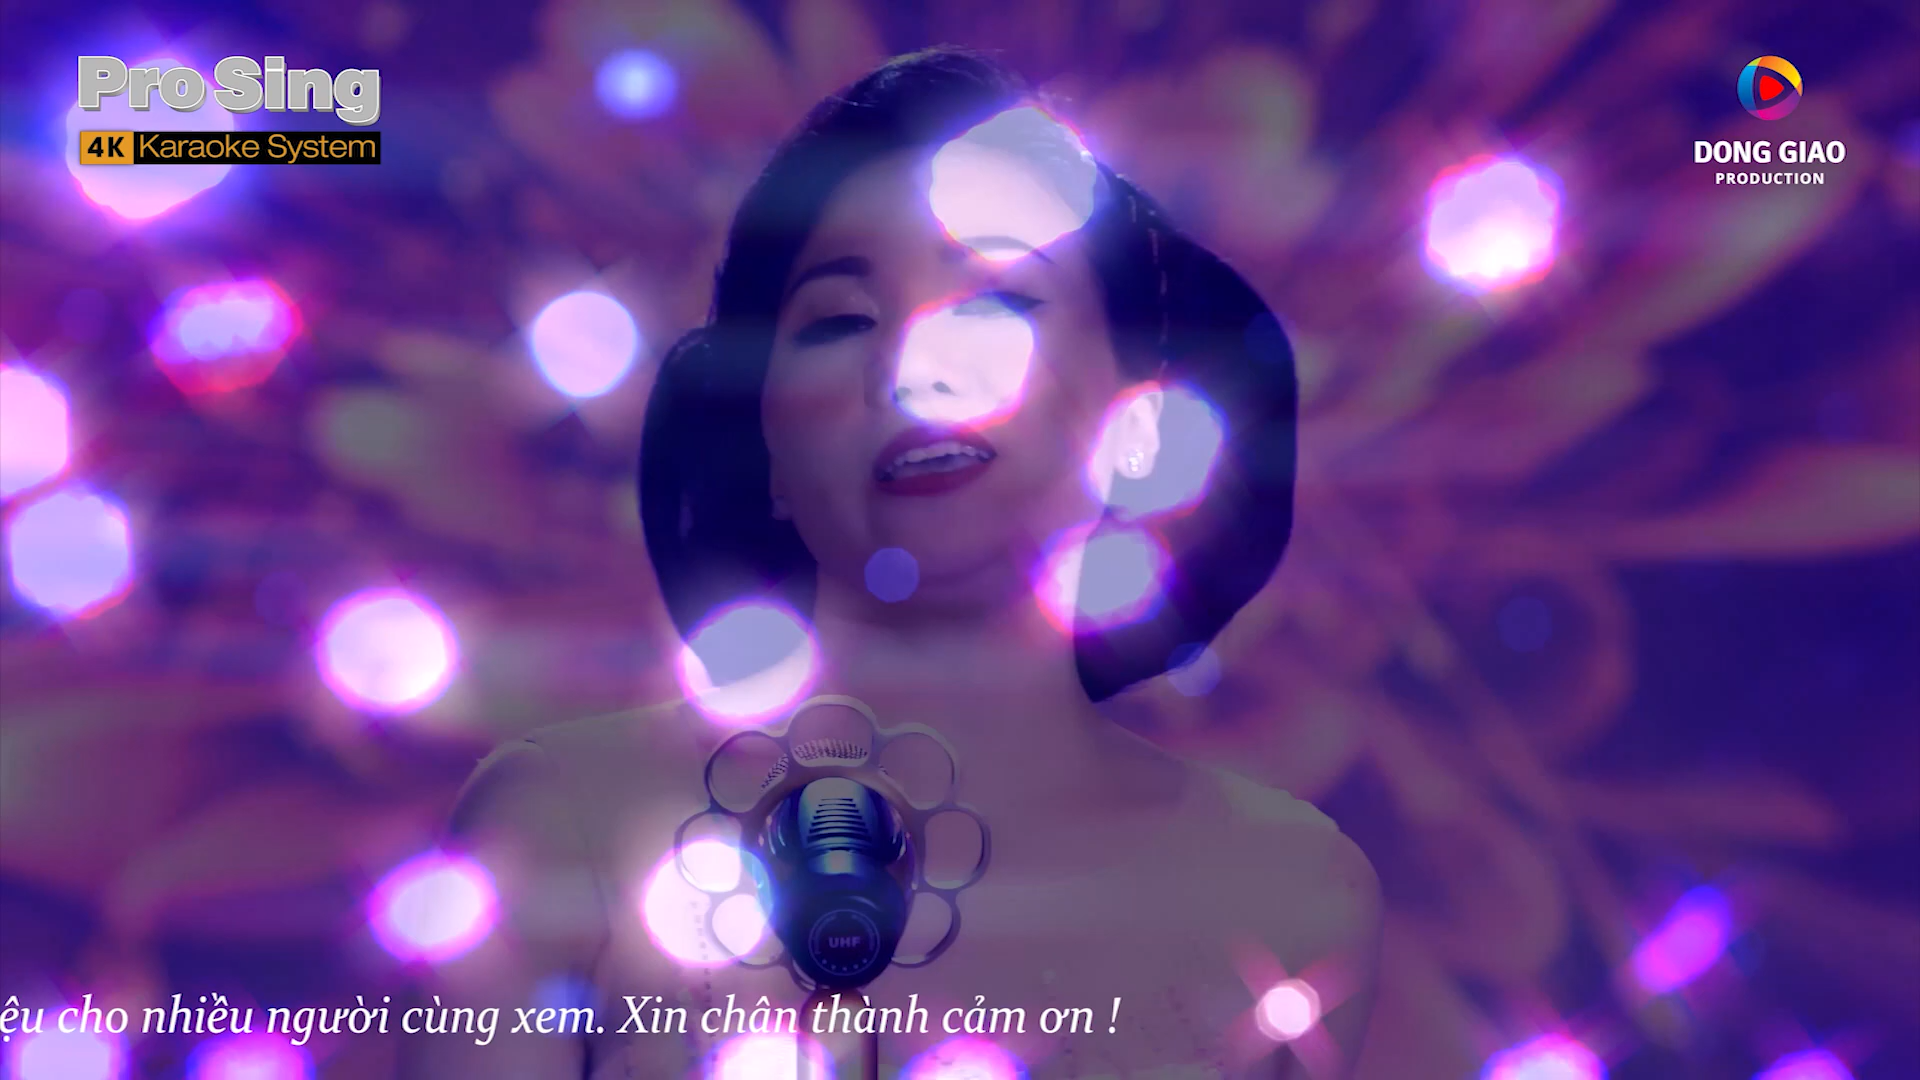 Pro Sing
4K Karaoke System
DONG GIAO
PRODUCTION
UHF
ệu cho nhiều người cùng xem. Xin chân thành cảm ơn !